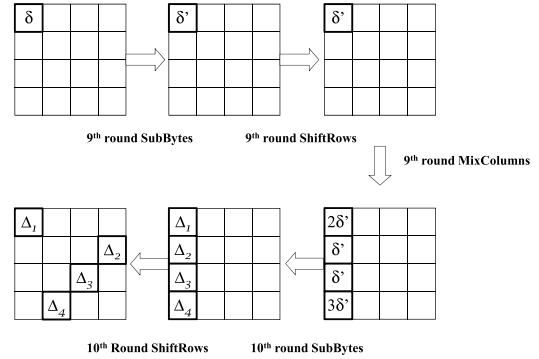 δ δ' δ'
9th round SubBytes 9th round ShiftRows
9th round MixColumns
Δ1 Δ1 2δ'
Δ2 Δ2 δ'
Δ3 Δ3 δ'
Δ4 Δ4 3δ'
10th Round ShiftRows 10th round SubBytes